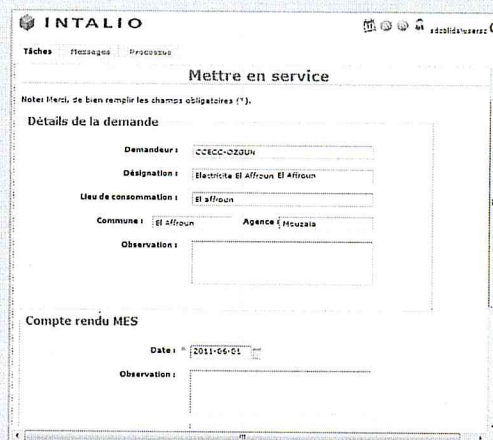 INTALIO
Tâches Messages Processus
Mettre en service
Note: Merci, de bien remplir les champs obligatoires (*).
Détails de la demande
Demandeur : CCECC-OZGUN
Désignation : Electricite El Affroun El Affroun
Lieu de consommation : El affroun
Commune : El Affroun Agence : Mouzaia
Observation :
Compte rendu MES
Date : * 2011-06-01
Observation :